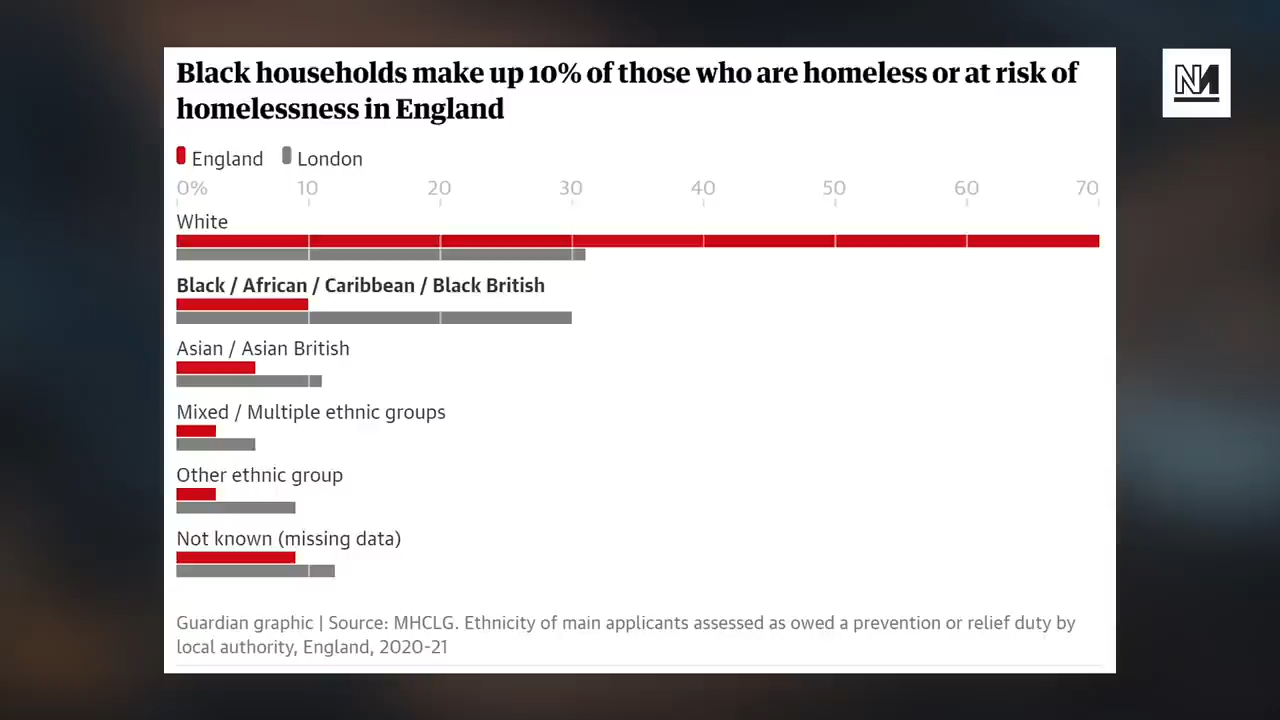 Black households make up 10% of those who are homeless or at risk of
homelessness in England
England London
0% 10 20 30 40 50 60 70
White
Black / African / Caribbean / Black British
Asian / Asian British
Mixed / Multiple ethnic groups
Other ethnic group
Not known (missing data)
Guardian graphic | Source: MHCLG. Ethnicity of main applicants assessed as owed a prevention or relief duty by
local authority, England, 2020-21
NM